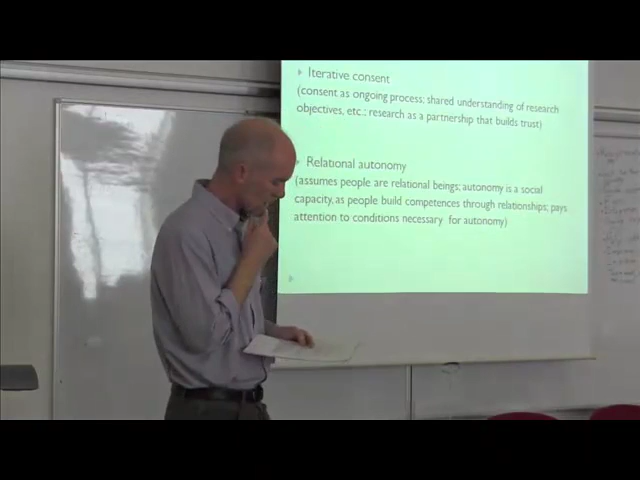 Iterative consent
(consent as ongoing process; shared understanding of research
objectives, etc.; research as a partnership that builds trust)
Relational autonomy
(assumes people are relational beings; autonomy is a social
capacity, as people build competences through relationships; pays
attention to conditions necessary for autonomy)